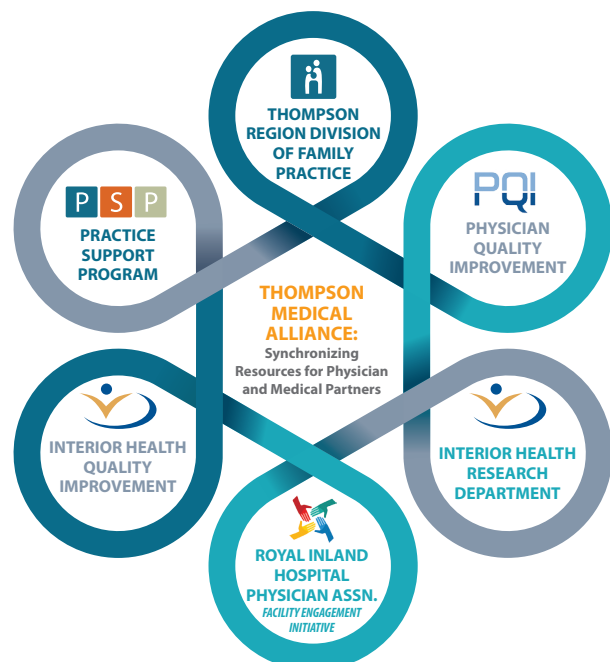 THOMPSON
REGION DIVISION
OF FAMILY
PRACTICE
P S P
PRACTICE
SUPPORT
PROGRAM
PQI
PHYSICIAN
QUALITY
IMPROVEMENT
THOMPSON
MEDICAL
ALLIANCE:
Synchronizing
Resources for Physician
and Medical Partners
INTERIOR HEALTH
QUALITY
IMPROVEMENT
INTERIOR HEALTH
RESEARCH
DEPARTMENT
ROYAL INLAND
HOSPITAL
PHYSICIAN ASSN.
FACILITY ENGAGEMENT
INITIATIVE